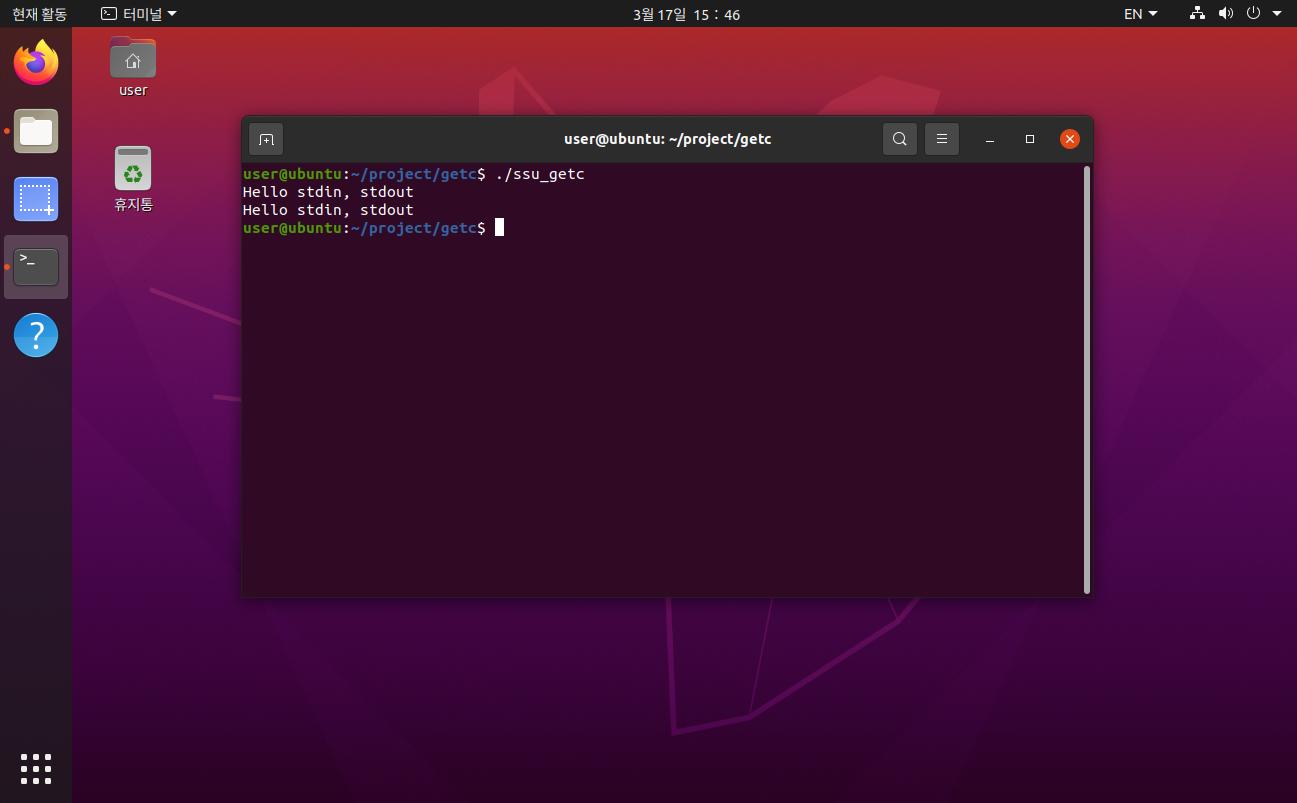 현재 활동
터미널
3월 17일 15 : 46
EN
user
휴지통
user@ubuntu: ~/project/getc
user@ubuntu:~/project/getc$ ./ssu_getc
Hello stdin, stdout
Hello stdin, stdout
user@ubuntu:~/project/getc$